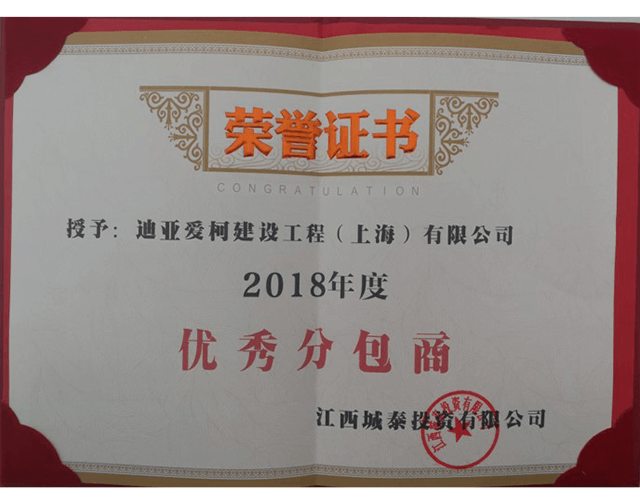 荣誉证书
CONGRATULATION
授予：迪亚爱柯建设工程（上海）有限公司
2018年度
优秀分包商
江西城泰投资有限公司